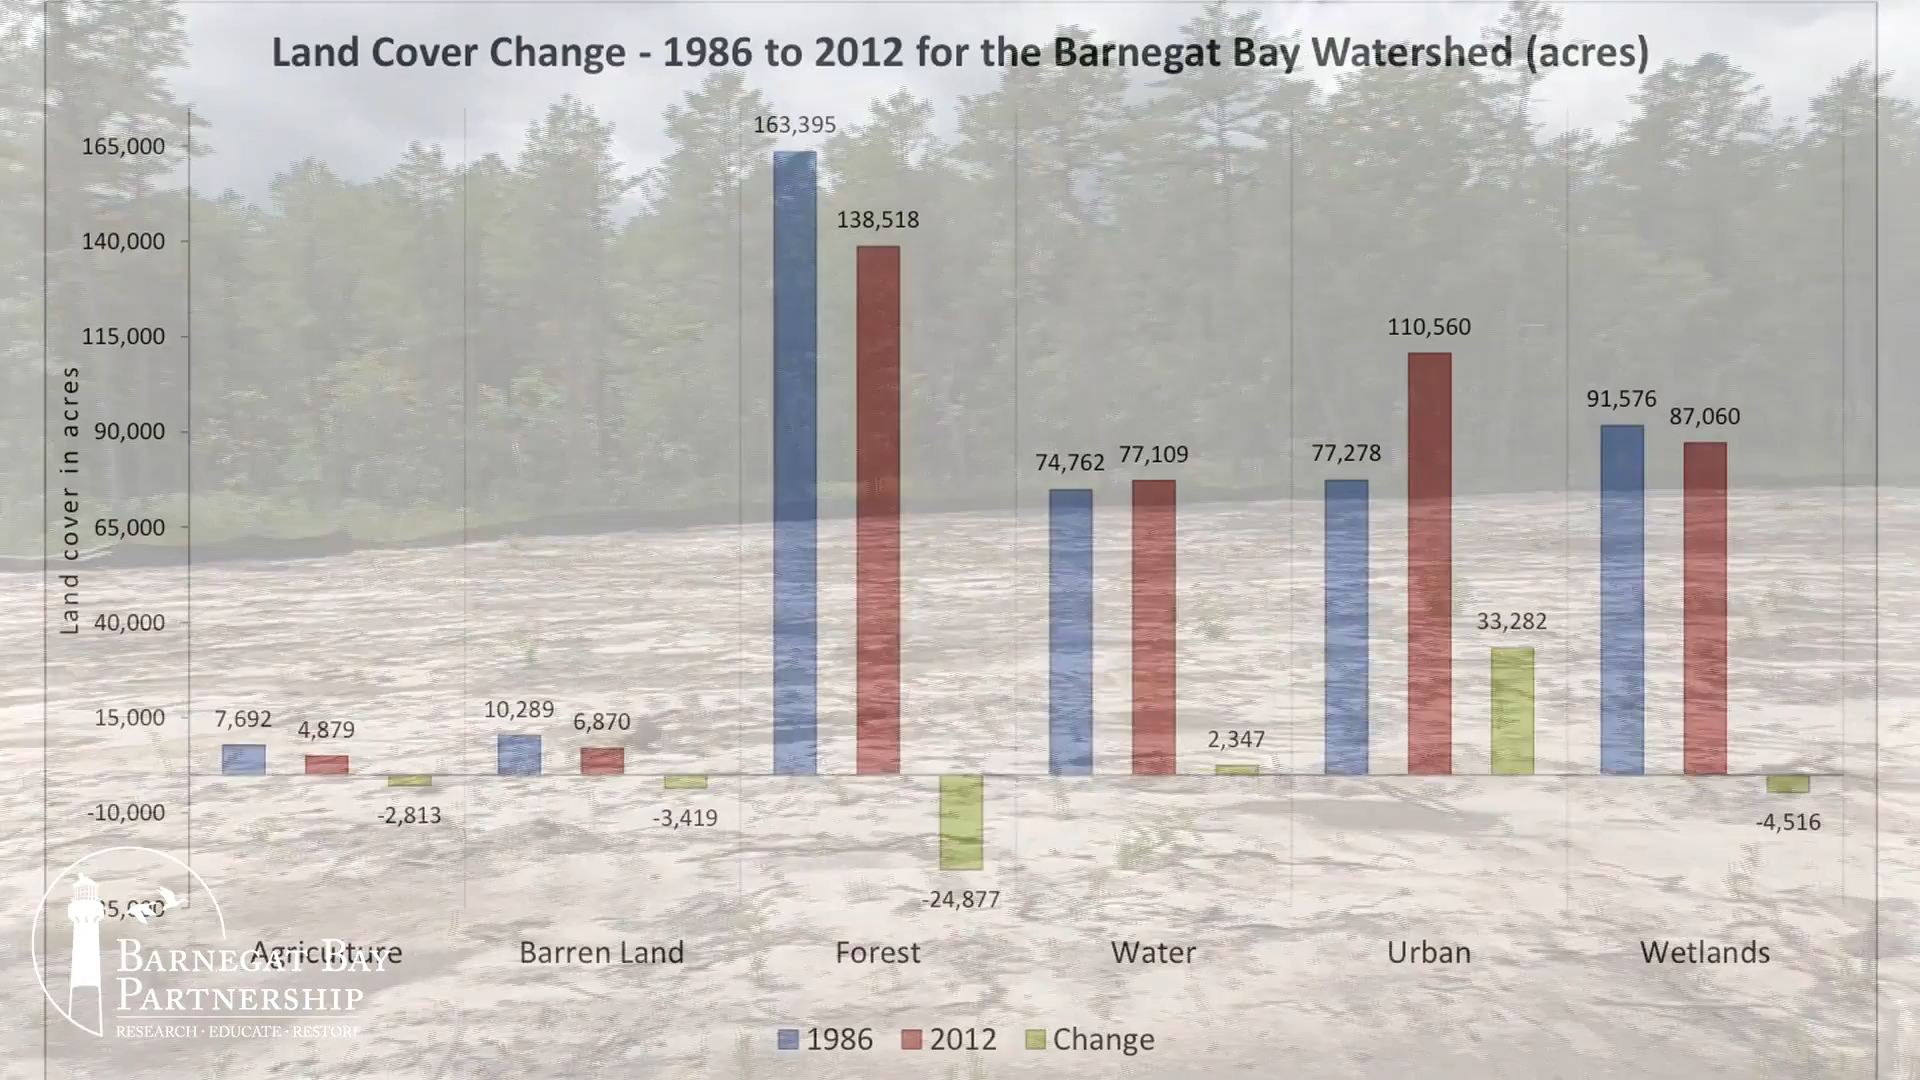 Land Cover Change - 1986 to 2012 for the Barnegat Bay Watershed (acres)
Land cover in acres
165,000
140,000
115,000
90,000
65,000
40,000
15,000
-10,000
7,692
4,879
-2,813
10,289
6,870
-3,419
163,395
138,518
-24,877
74,762
77,109
2,347
77,278
110,560
33,282
91,576
87,060
-4,516
Agriculture
Barren Land
Forest
Water
Urban
Wetlands
1986
2012
Change
BARNEGAT BAY
PARTNERSHIP
RESEARCH · EDUCATE · RESTORE